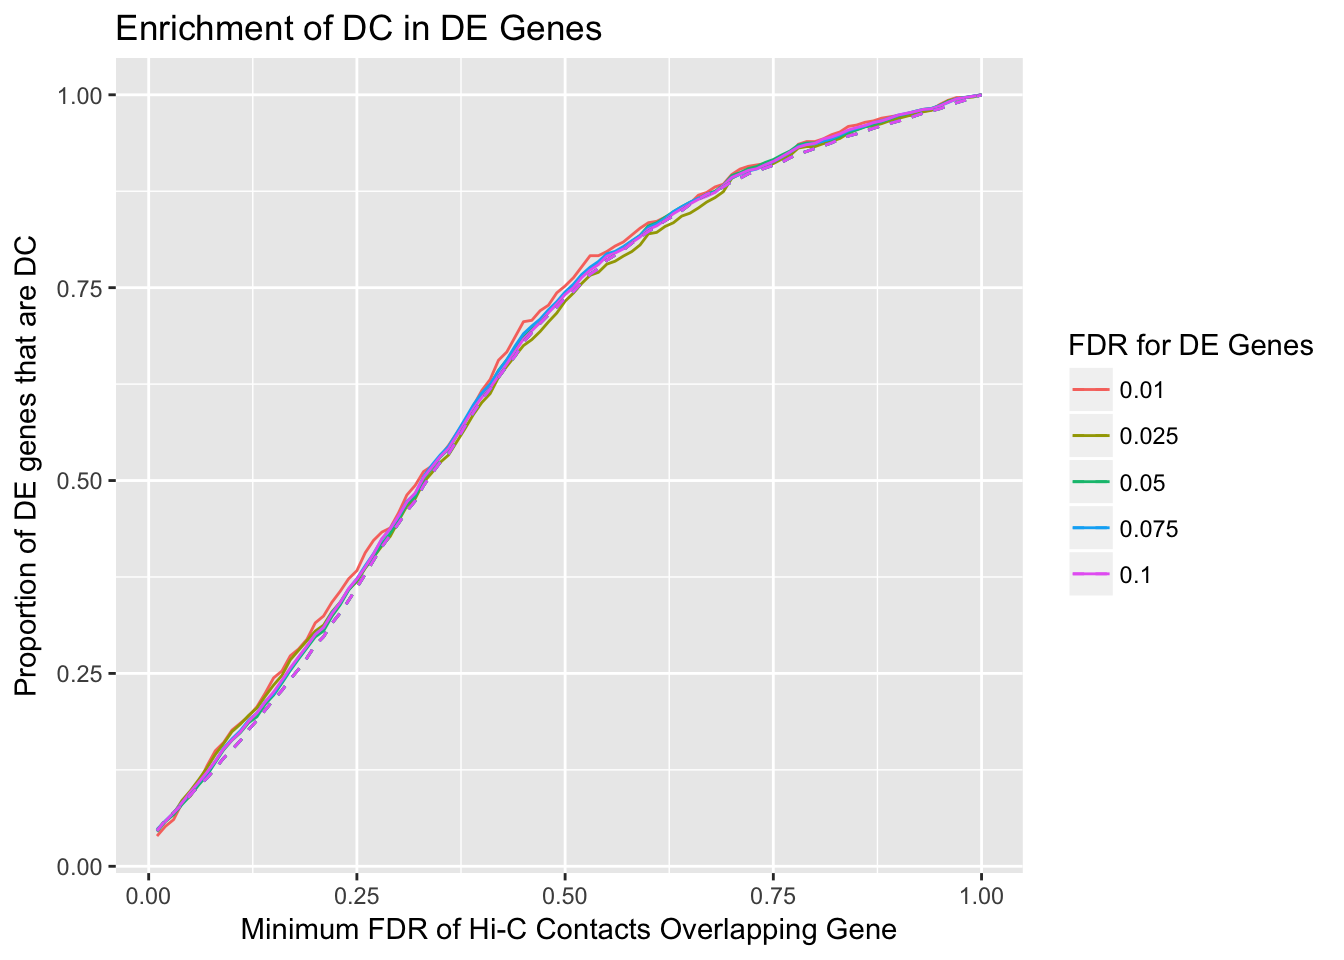 Enrichment of DC in DE Genes
Proportion of DE genes that are DC
1.00
0.75
0.50
0.25
0.00
0.00 0.25 0.50 0.75 1.00
Minimum FDR of Hi-C Contacts Overlapping Gene
FDR for DE Genes
0.01
0.025
0.05
0.075
0.1